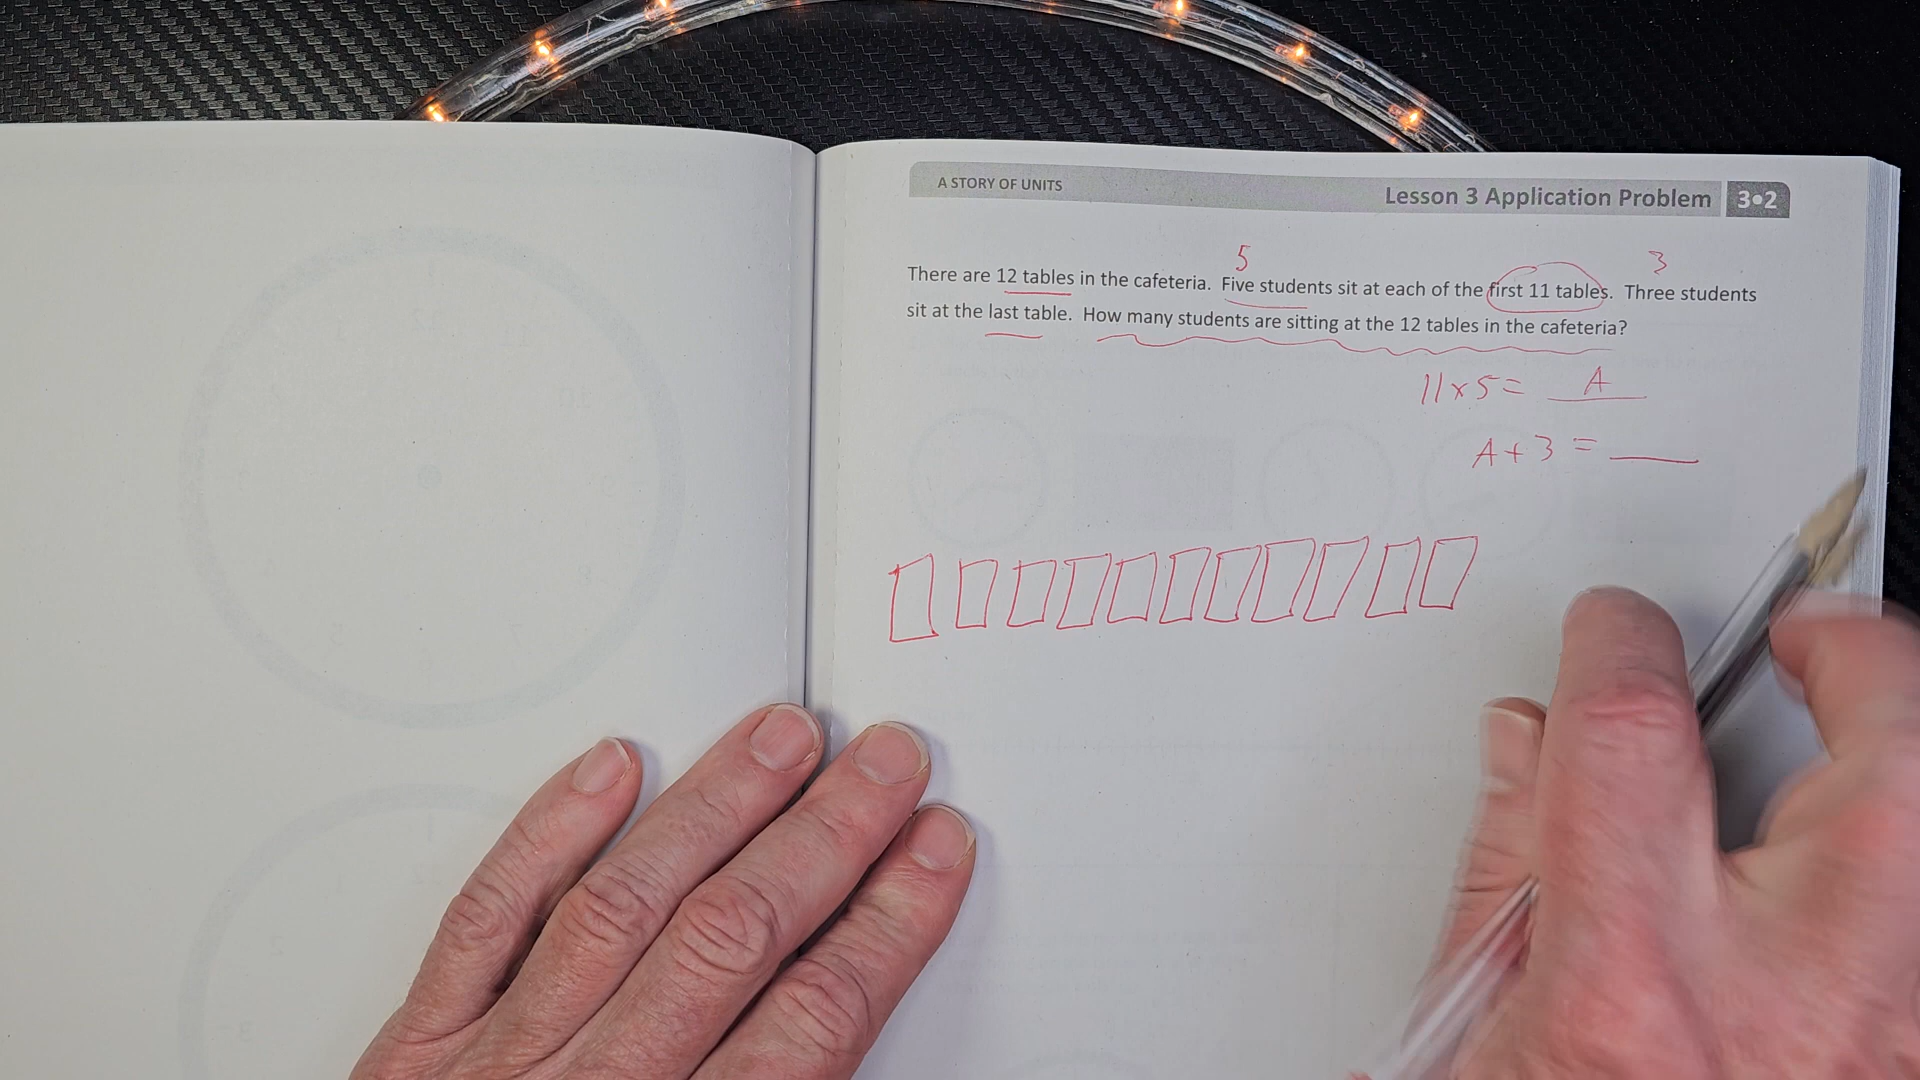 A STORY OF UNITS
Lesson 3 Application Problem 3•2
5 3
There are 12 tables in the cafeteria. Five students sit at each of the first 11 tables. Three students
sit at the last table. How many students are sitting at the 12 tables in the cafeteria?
11 x 5 = A
A + 3 = ___